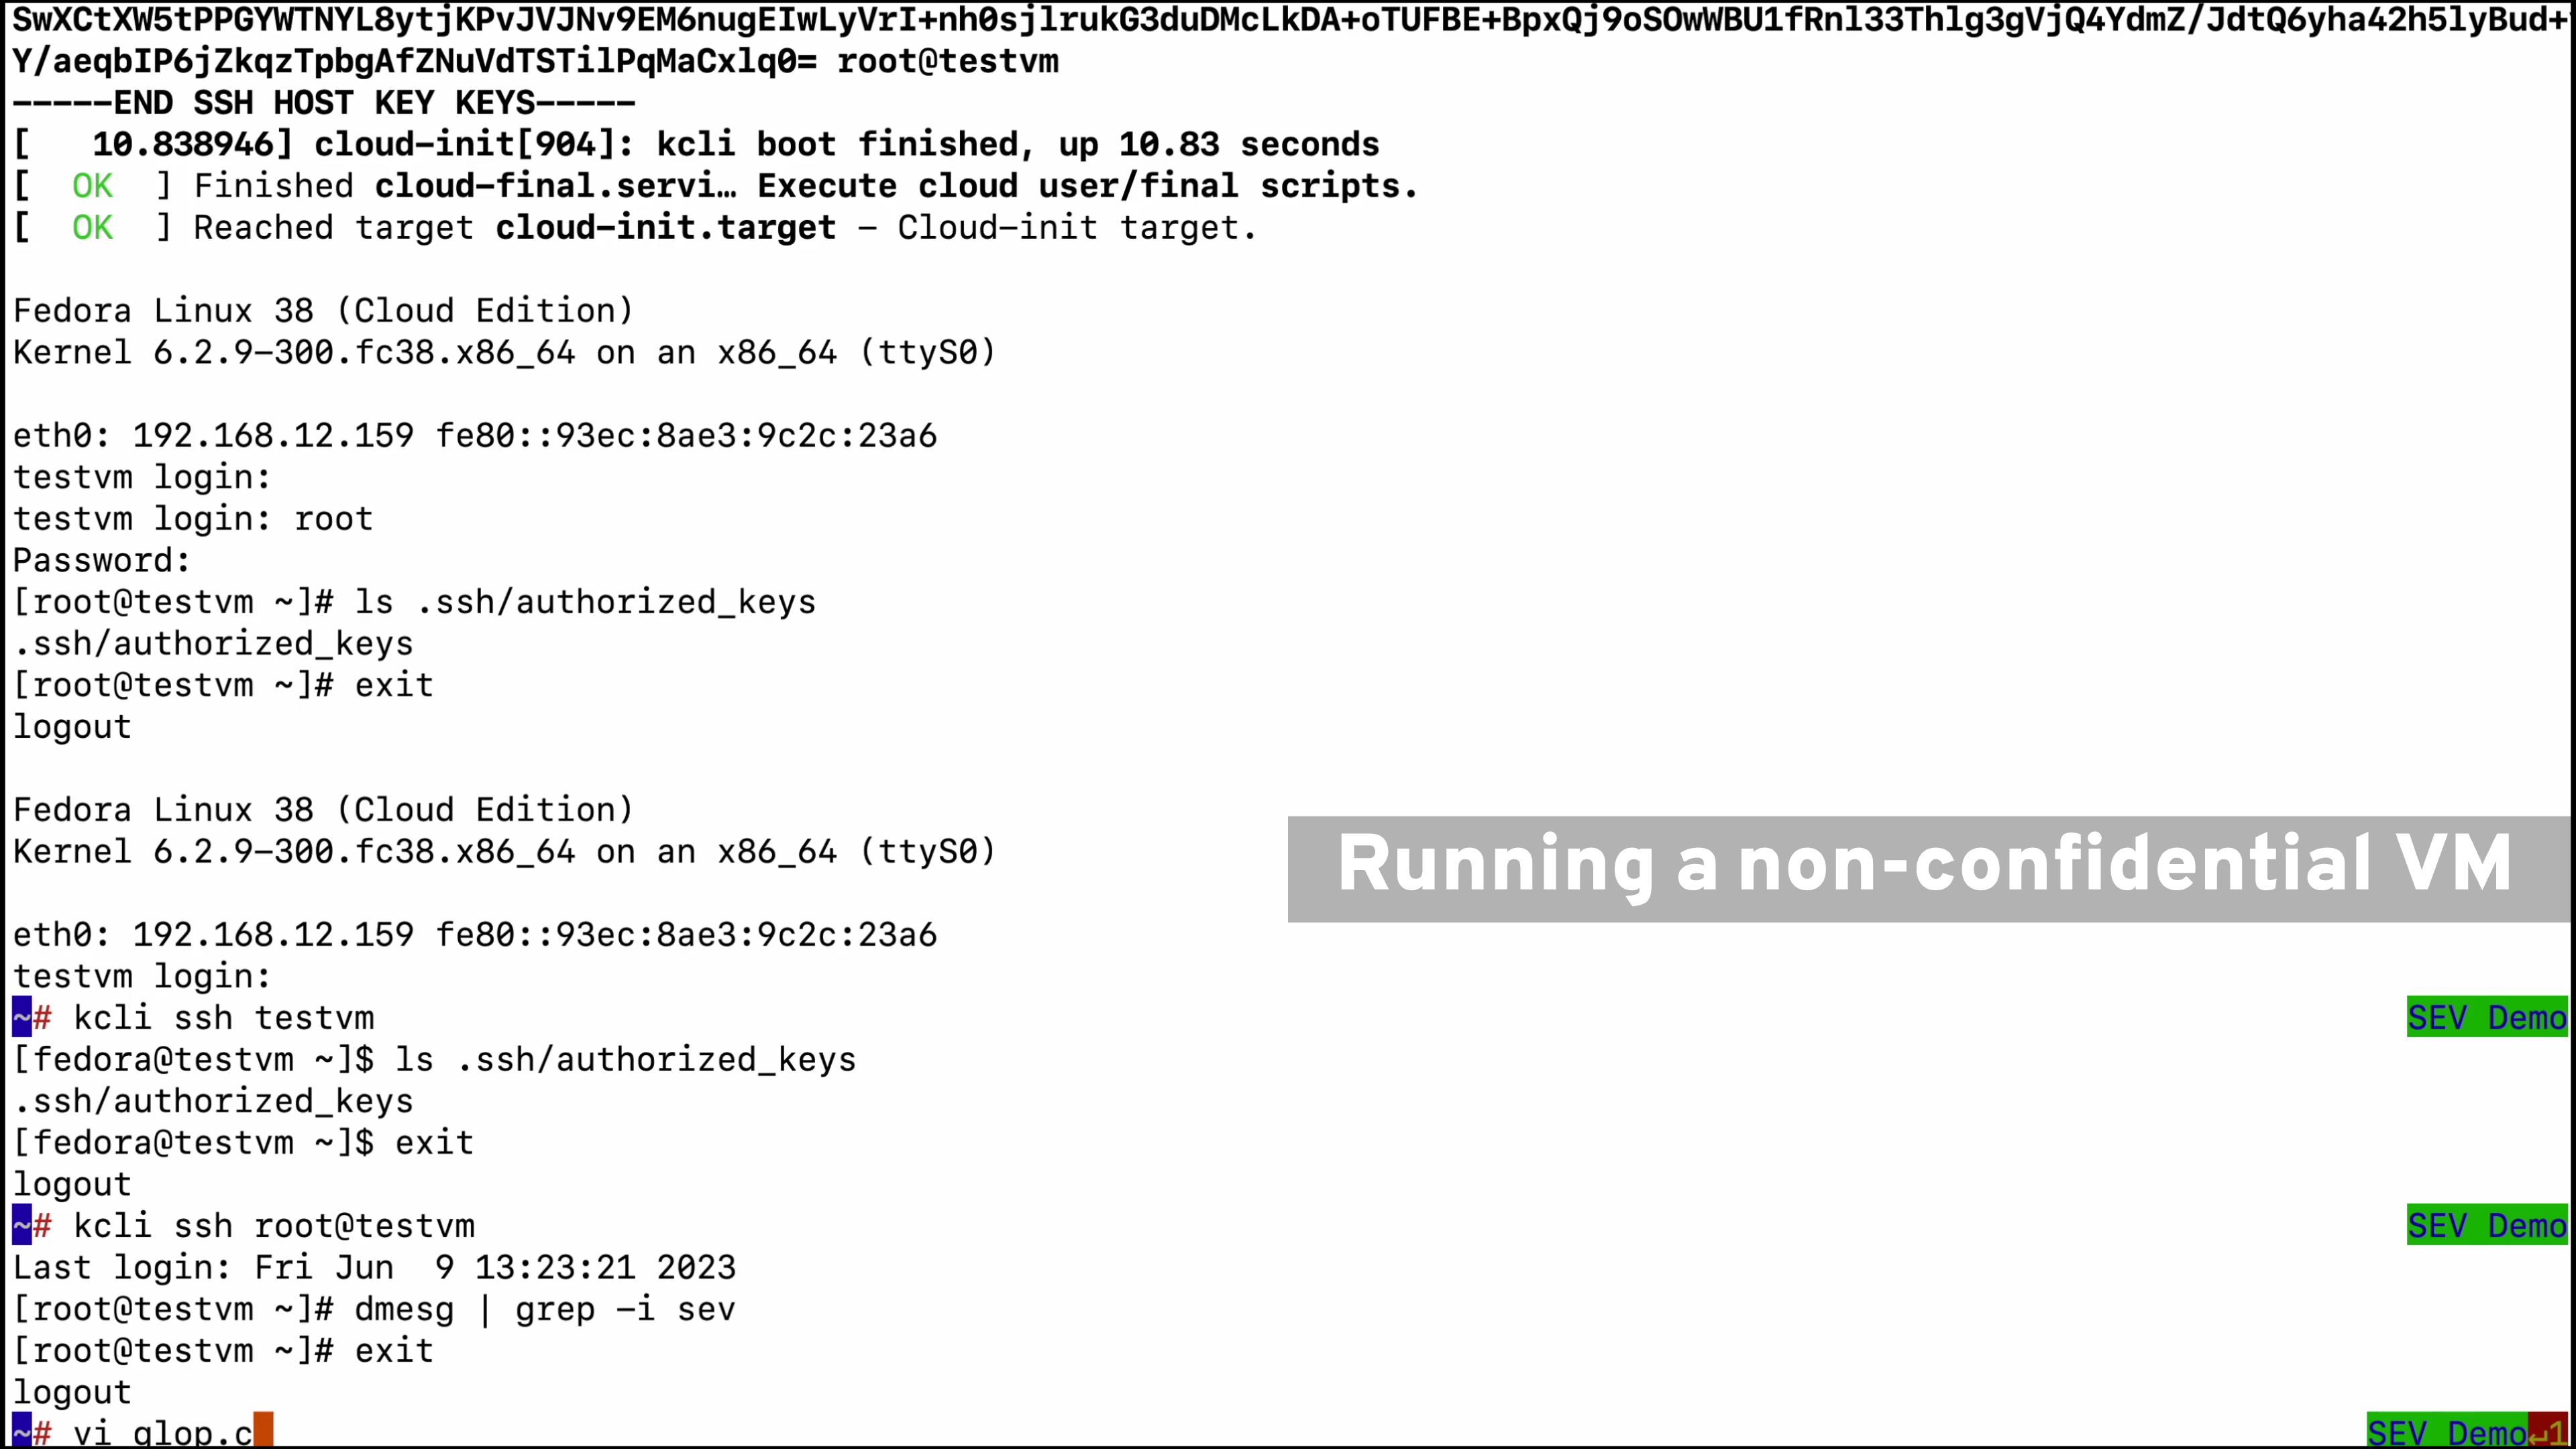 SwXCtXW5tPPGYWTNYL8ytjKPvJVJNv9EM6nugEIwLyVrI+nh0sjlrukG3duDMcLkDA+oTUFBE+BpxQj9oSOwWBU1fRnl33Thlg3gVjQ4YdmZ/JdtQ6yha42h5lyBud+
Y/aeqbIP6jZkqzTpbgAfZNuVdTSTilPqMaCxlq0= root@testvm
-----END SSH HOST KEY KEYS-----
[   10.838946] cloud-init[904]: kcli boot finished, up 10.83 seconds
[  OK  ] Finished cloud-final.servi… Execute cloud user/final scripts.
[  OK  ] Reached target cloud-init.target - Cloud-init target.
Fedora Linux 38 (Cloud Edition)
Kernel 6.2.9-300.fc38.x86_64 on an x86_64 (ttyS0)
eth0: 192.168.12.159 fe80::93ec:8ae3:9c2c:23a6
testvm login:
testvm login: root
Password:
[root@testvm ~]# ls .ssh/authorized_keys
.ssh/authorized_keys
[root@testvm ~]# exit
logout
Fedora Linux 38 (Cloud Edition)
Kernel 6.2.9-300.fc38.x86_64 on an x86_64 (ttyS0)
Running a non-confidential VM
eth0: 192.168.12.159 fe80::93ec:8ae3:9c2c:23a6
testvm login:
~# kcli ssh testvm SEV Demo
[fedora@testvm ~]$ ls .ssh/authorized_keys
.ssh/authorized_keys
[fedora@testvm ~]$ exit
logout
~# kcli ssh root@testvm SEV Demo
Last login: Fri Jun  9 13:23:21 2023
[root@testvm ~]# dmesg | grep -i sev
[root@testvm ~]# exit
logout
~# vi glop.c SEV Demo↵1